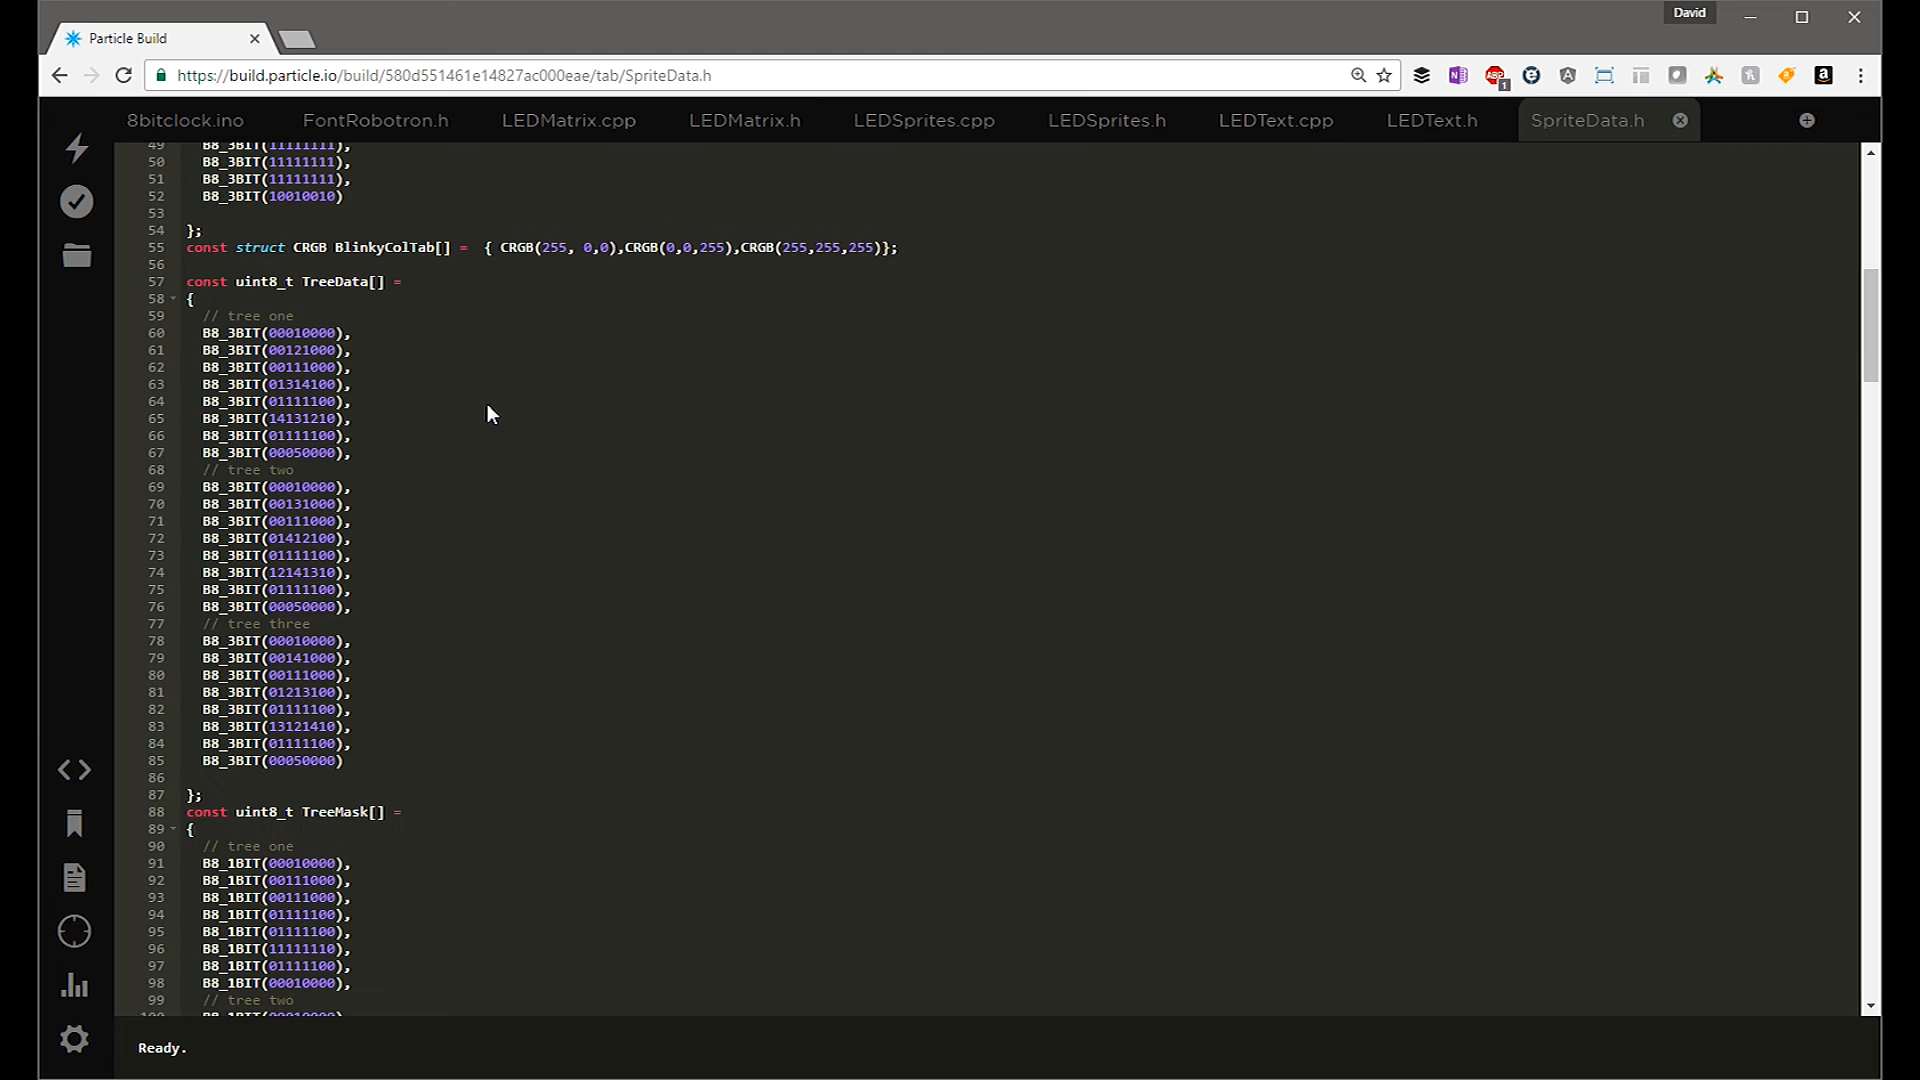 David
Particle Build
https://build.particle.io/build/580d551461e14827ac000eae/tab/SpriteData.h
ABP
1
8bitclock.ino FontRobotron.h LEDMatrix.cpp LEDMatrix.h LEDSprites.cpp LEDSprites.h LEDText.cpp LEDText.h SpriteData.h
49 B8_3BIT(11111111),
50 B8_3BIT(11111111),
51 B8_3BIT(11111111),
52 B8_3BIT(10010010)
53
54 };
55 const struct CRGB BlinkyColTab[] = { CRGB(255, 0,0),CRGB(0,0,255),CRGB(255,255,255)};
56
57 const uint8_t TreeData[] =
58 {
59 // tree one
60 B8_3BIT(00010000),
61 B8_3BIT(00121000),
62 B8_3BIT(00111000),
63 B8_3BIT(01314100),
64 B8_3BIT(01111100),
65 B8_3BIT(14131210),
66 B8_3BIT(01111100),
67 B8_3BIT(00050000),
68 // tree two
69 B8_3BIT(00010000),
70 B8_3BIT(00131000),
71 B8_3BIT(00111000),
72 B8_3BIT(01412100),
73 B8_3BIT(01111100),
74 B8_3BIT(12141310),
75 B8_3BIT(01111100),
76 B8_3BIT(00050000),
77 // tree three
78 B8_3BIT(00010000),
79 B8_3BIT(00141000),
80 B8_3BIT(00111000),
81 B8_3BIT(01213100),
82 B8_3BIT(01111100),
83 B8_3BIT(13121410),
84 B8_3BIT(01111100),
85 B8_3BIT(00050000)
86
87 };
88 const uint8_t TreeMask[] =
89 {
90 // tree one
91 B8_1BIT(00010000),
92 B8_1BIT(00111000),
93 B8_1BIT(00111000),
94 B8_1BIT(01111100),
95 B8_1BIT(01111100),
96 B8_1BIT(11111110),
97 B8_1BIT(01111100),
98 B8_1BIT(00010000),
99 // tree two
100 B8_1BIT(00010000),
Ready.